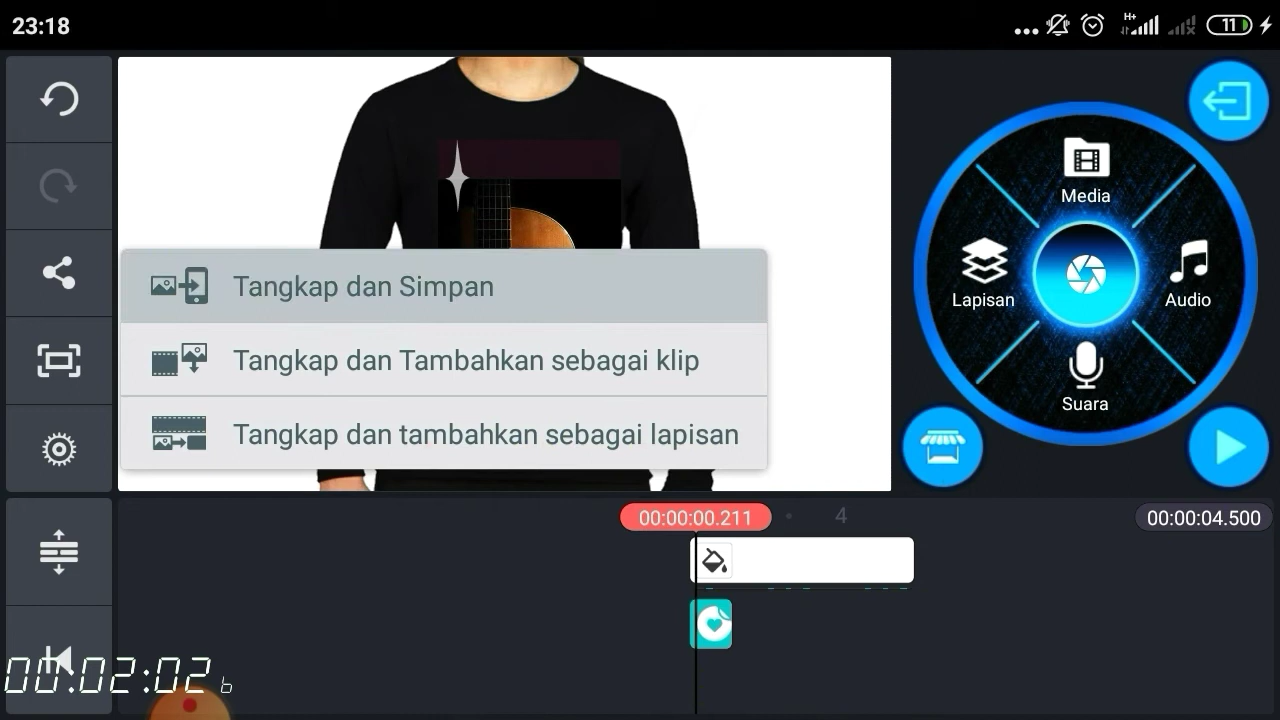 23:18
H+
11
Media
Lapisan
Audio
Suara
Tangkap dan Simpan
Tangkap dan Tambahkan sebagai klip
Tangkap dan tambahkan sebagai lapisan
00:00:00.211
4
00:00:04.500
00:02:02